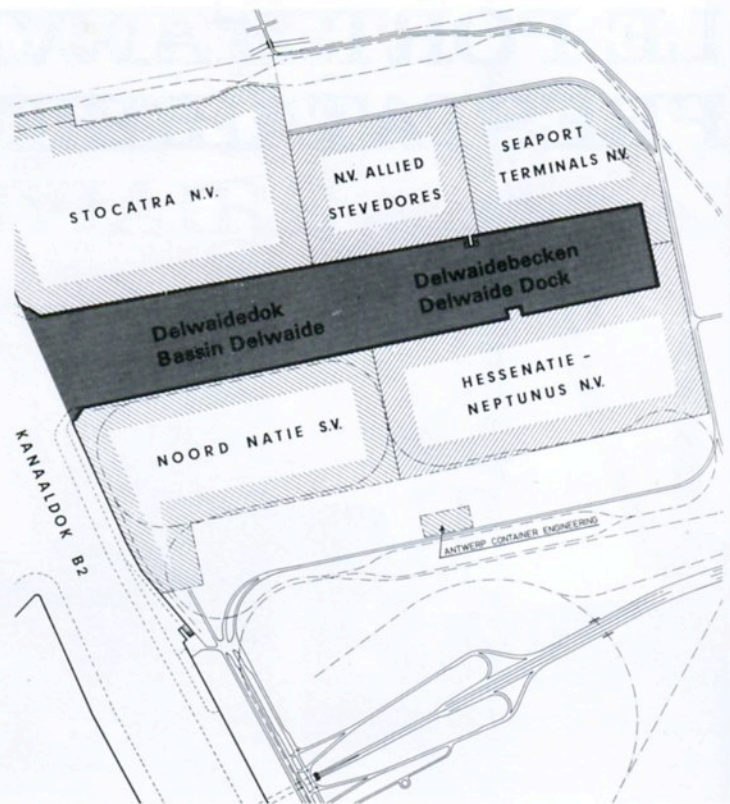 STOCATRA N.V.
N.V. ALLIED
STEVEDORES
SEAPORT
TERMINALS N.V.
Delwaidedok
Bassin Delwaide
Delwaidebecken
Delwaide Dock
NOORD NATIE S.V.
HESSENATIE –
NEPTUNUS N.V.
KANAALDOK B2
ANTWERP CONTAINER ENGINEERING